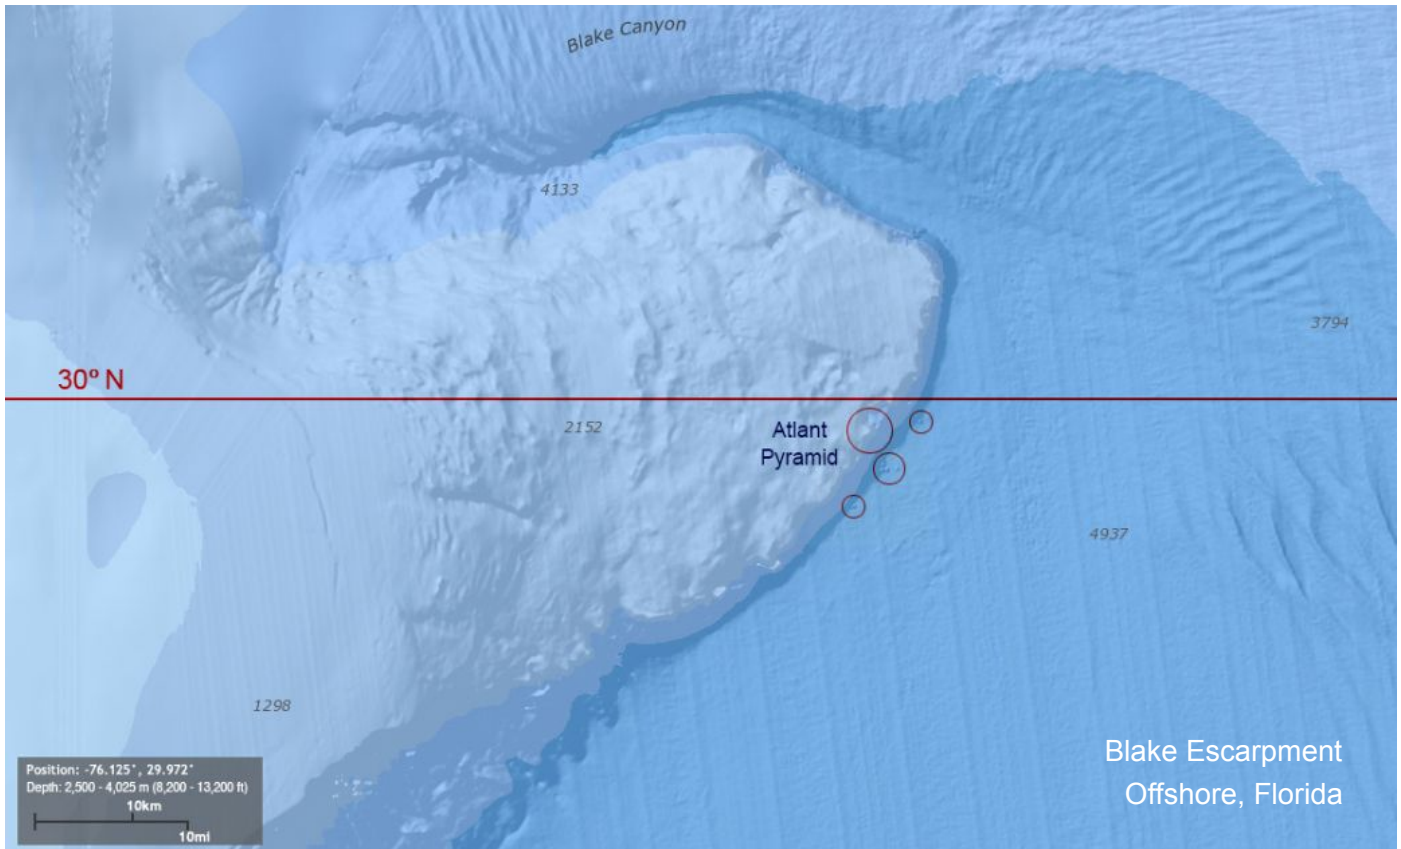 Blake Canyon
4133
3794
30° N
2152
Atlant
Pyramid
4937
1298
Blake Escarpment
Offshore, Florida
Position: -76.125°, 29.972°
Depth: 2,500 - 4,025 m (8,200 - 13,200 ft)
10km
10mi